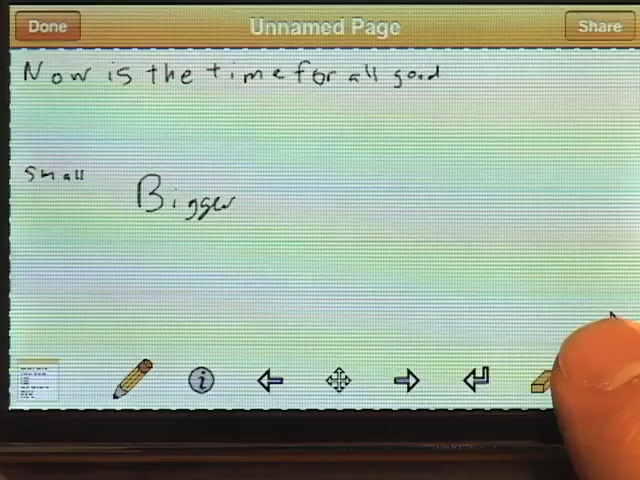 Done Unnamed Page Share
Now is the time for all good
Small Bigger